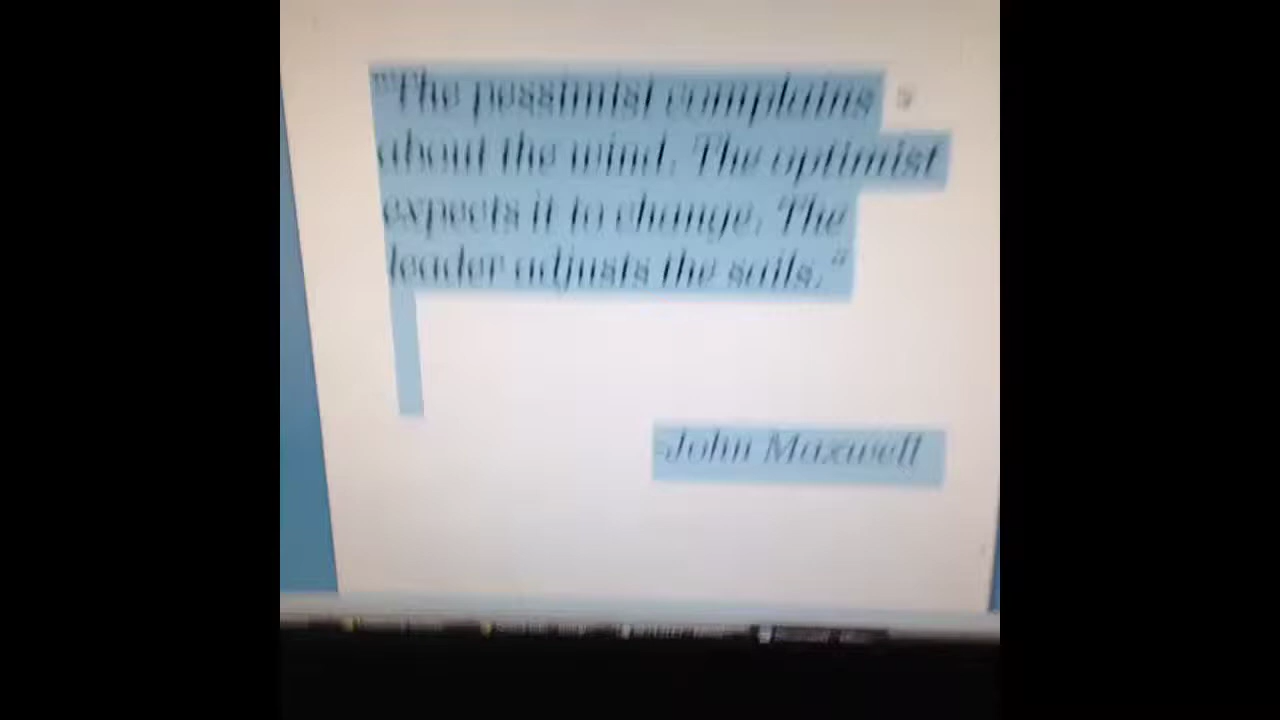 "The pessimist complains
about the wind. The optimist
expects it to change. The
leader adjusts the sails."
-John Maxwell